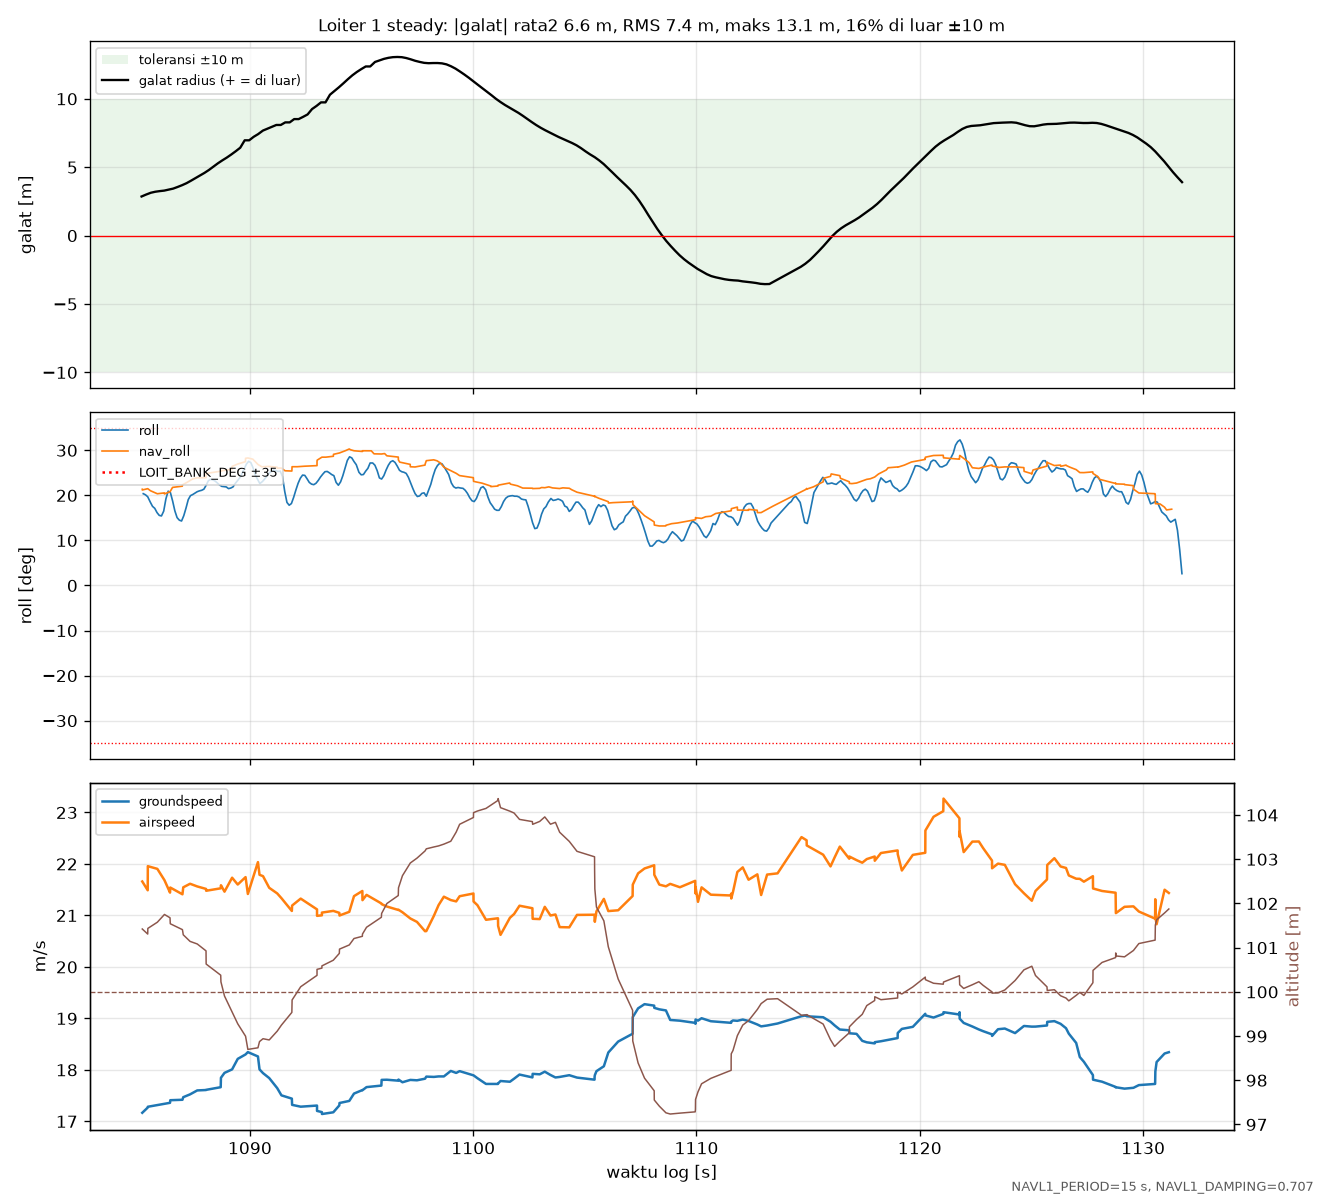 Loiter 1 steady: |galat| rata2 6.6 m, RMS 7.4 m, maks 13.1 m, 16% di luar ±10 m
toleransi ±10 m
galat radius (+ = di luar)
10
5
0
−5
−10
galat [m]
roll
nav_roll
LOIT_BANK_DEG ±35
30
20
10
0
−10
−20
−30
roll [deg]
groundspeed
airspeed
23
22
21
20
19
18
17
m/s
104
103
102
101
100
99
98
97
altitude [m]
1090
1100
1110
1120
1130
waktu log [s]
NAVL1_PERIOD=15 s, NAVL1_DAMPING=0.707